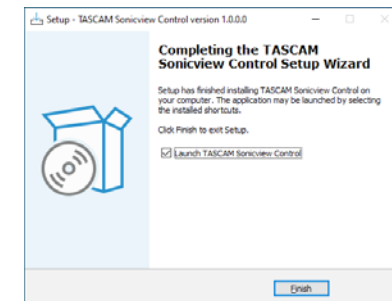 Setup - TASCAM Sonicview Control version 1.0.0.0
Completing the TASCAM
Sonicview Control Setup Wizard
Setup has finished installing TASCAM Sonicview Control on
your computer. The application may be launched by selecting
the installed shortcuts.
Click Finish to exit Setup.
Launch TASCAM Sonicview Control
Finish